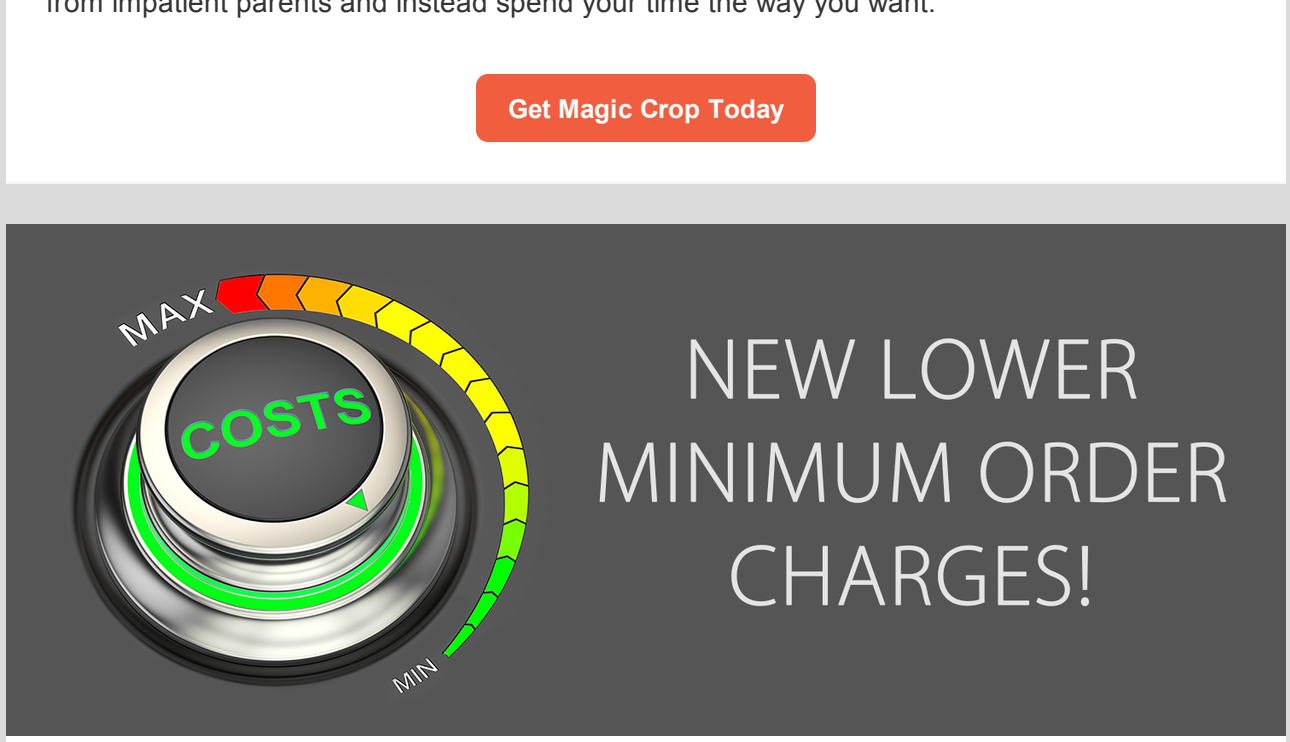 from impatient parents and instead spend your time the way you want.
Get Magic Crop Today
MAX
COSTS
MIN
NEW LOWER
MINIMUM ORDER
CHARGES!